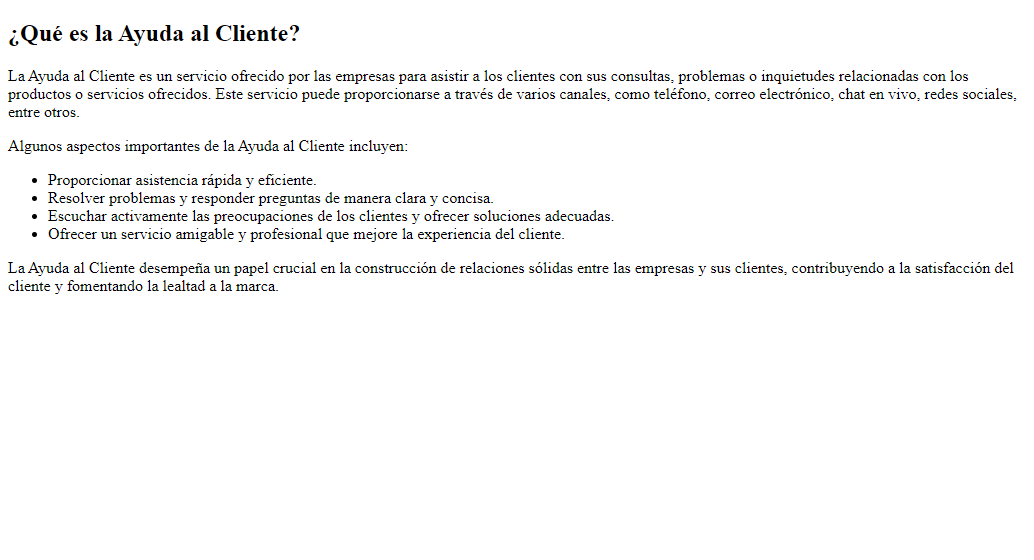 ¿Qué es la Ayuda al Cliente?
La Ayuda al Cliente es un servicio ofrecido por las empresas para asistir a los clientes con sus consultas, problemas o inquietudes relacionadas con los
productos o servicios ofrecidos. Este servicio puede proporcionarse a través de varios canales, como teléfono, correo electrónico, chat en vivo, redes sociales,
entre otros.
Algunos aspectos importantes de la Ayuda al Cliente incluyen:
• Proporcionar asistencia rápida y eficiente.
• Resolver problemas y responder preguntas de manera clara y concisa.
• Escuchar activamente las preocupaciones de los clientes y ofrecer soluciones adecuadas.
• Ofrecer un servicio amigable y profesional que mejore la experiencia del cliente.
La Ayuda al Cliente desempeña un papel crucial en la construcción de relaciones sólidas entre las empresas y sus clientes, contribuyendo a la satisfacción del
cliente y fomentando la lealtad a la marca.